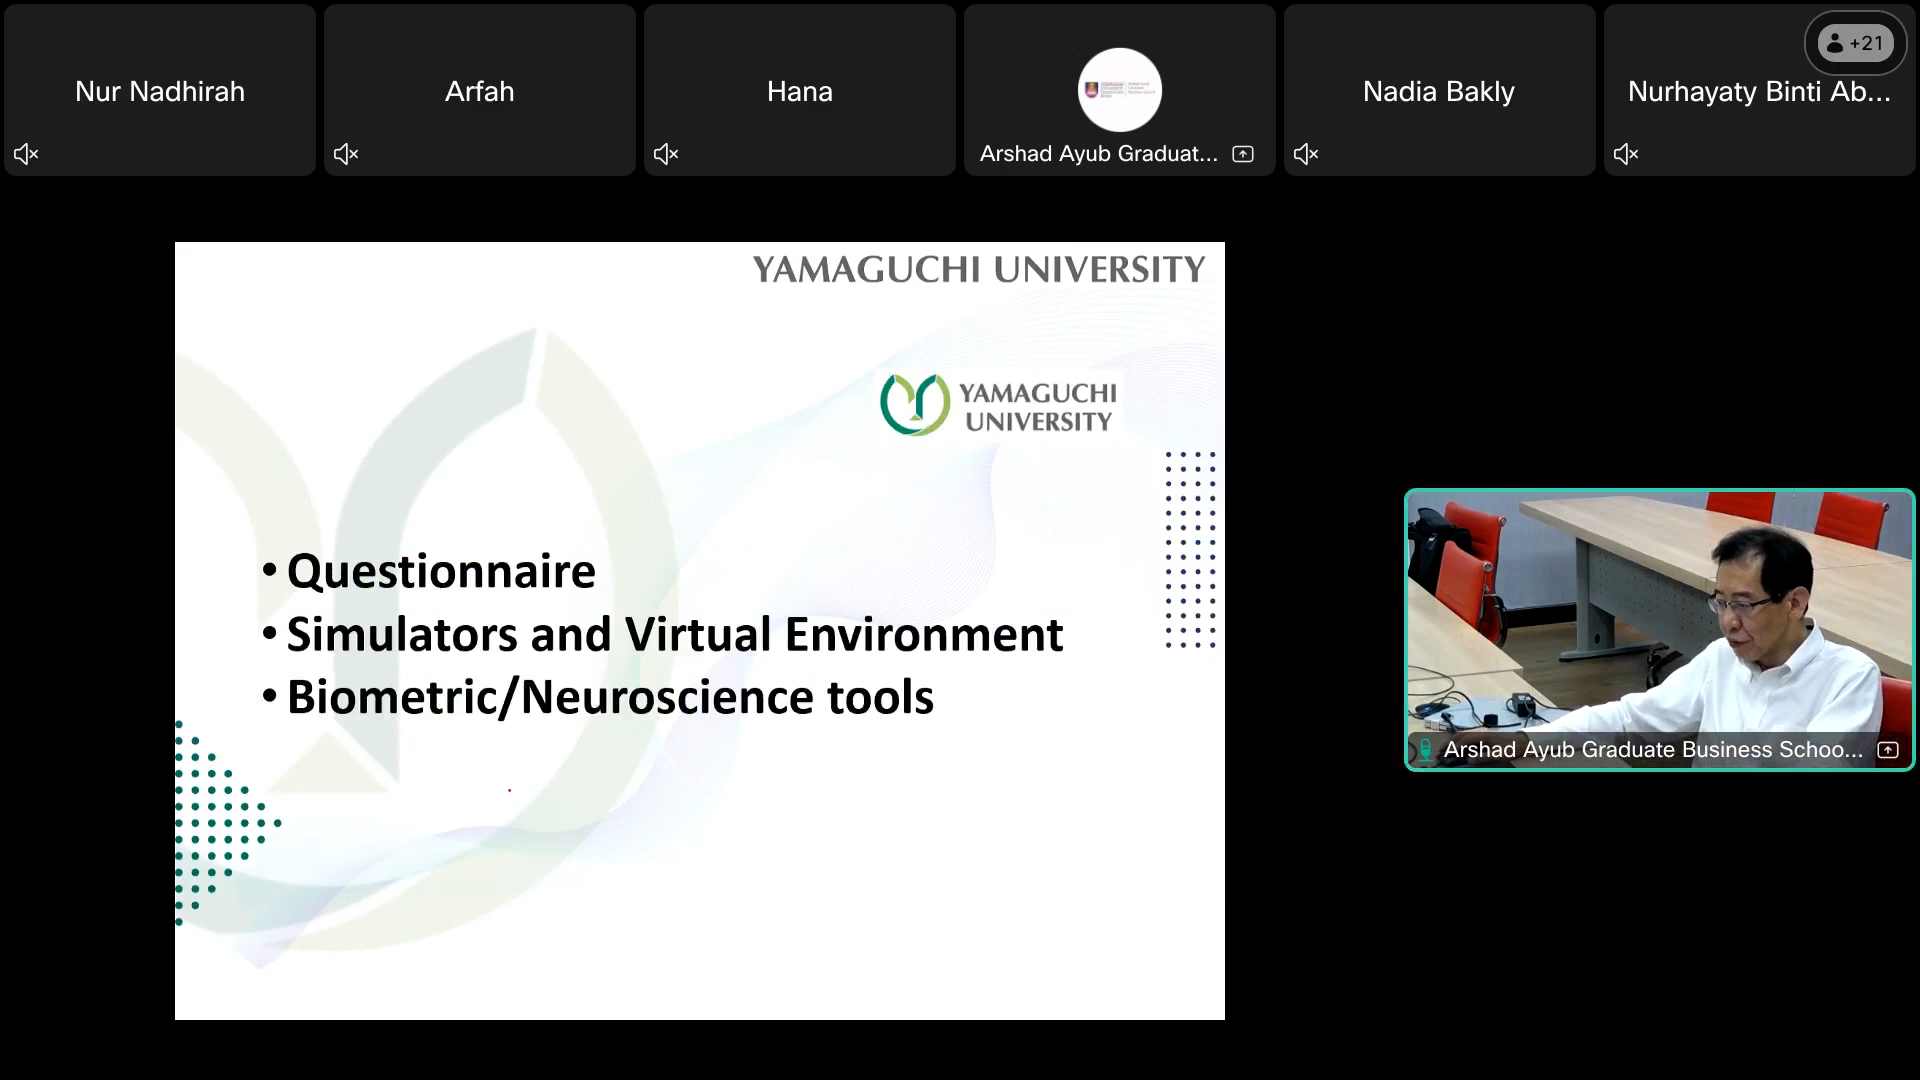 Nur Nadhirah
Arfah
Hana
Arshad Ayub Graduat...
Nadia Bakly
Nurhayaty Binti Ab...
+21
YAMAGUCHI UNIVERSITY
YAMAGUCHI
UNIVERSITY
• Questionnaire
• Simulators and Virtual Environment
• Biometric/Neuroscience tools
Arshad Ayub Graduate Business Schoo...